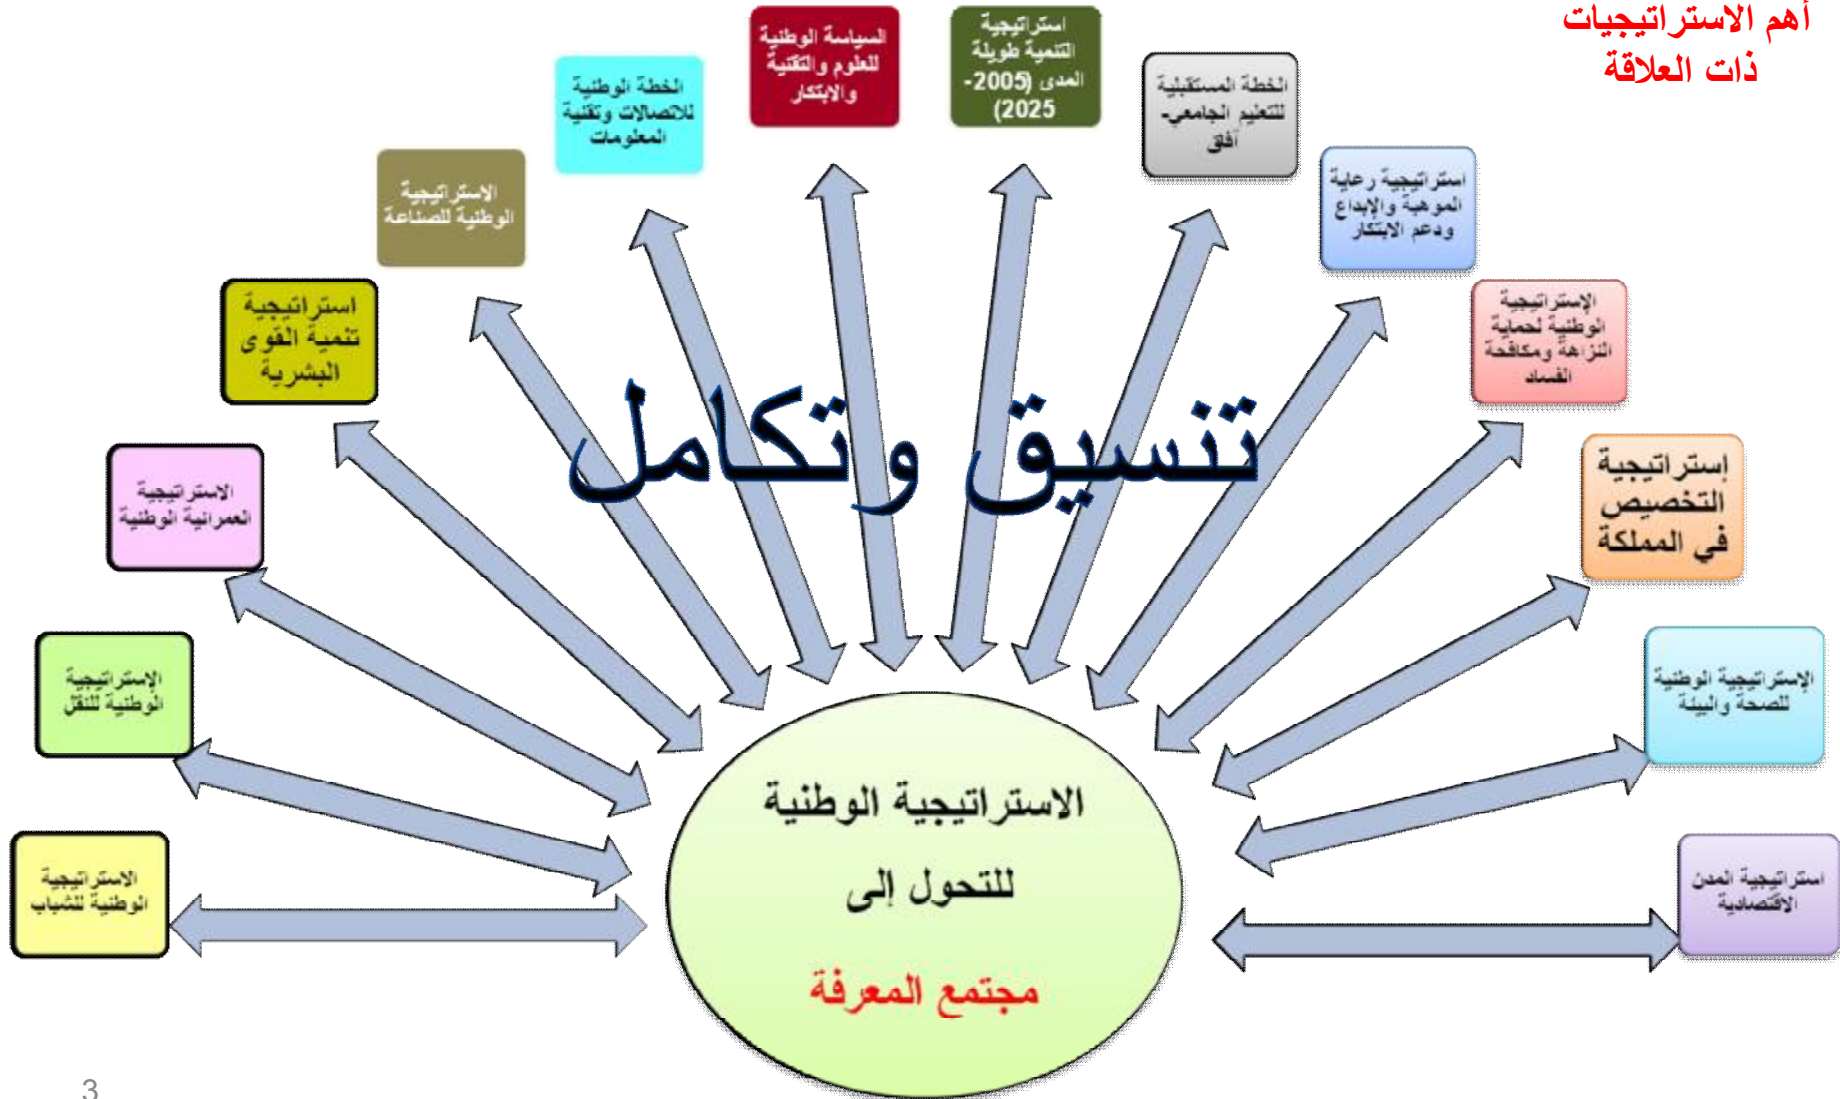 أهم الاستراتيجيات
ذات العلاقة
استراتيجية
التنمية طويلة
المدى (2005-
2025)
الخطة المستقبلية
للتعليم الجامعي-
آفاق
استراتيجية رعاية
الموهبة والإبداع
ودعم الابتكار
الإستراتيجية
الوطنية لحماية
النزاهة ومكافحة
الفساد
إستراتيجية
التخصيص
في المملكة
الإستراتيجية الوطنية
للصحة والبيئة
استراتيجية المدن
الاقتصادية
السياسة الوطنية
للعلوم والتقنية
والابتكار
الخطة الوطنية
للاتصالات وتقنية
المعلومات
الاستراتيجية
الوطنية للصناعة
استراتيجية
تنمية القوى
البشرية
الاستراتيجية
العمرانية الوطنية
الإستراتيجية
الوطنية للنقل
الاستراتيجية
الوطنية للشباب
تنسيق وتكامل
الاستراتيجية الوطنية
للتحول إلى
مجتمع المعرفة
3